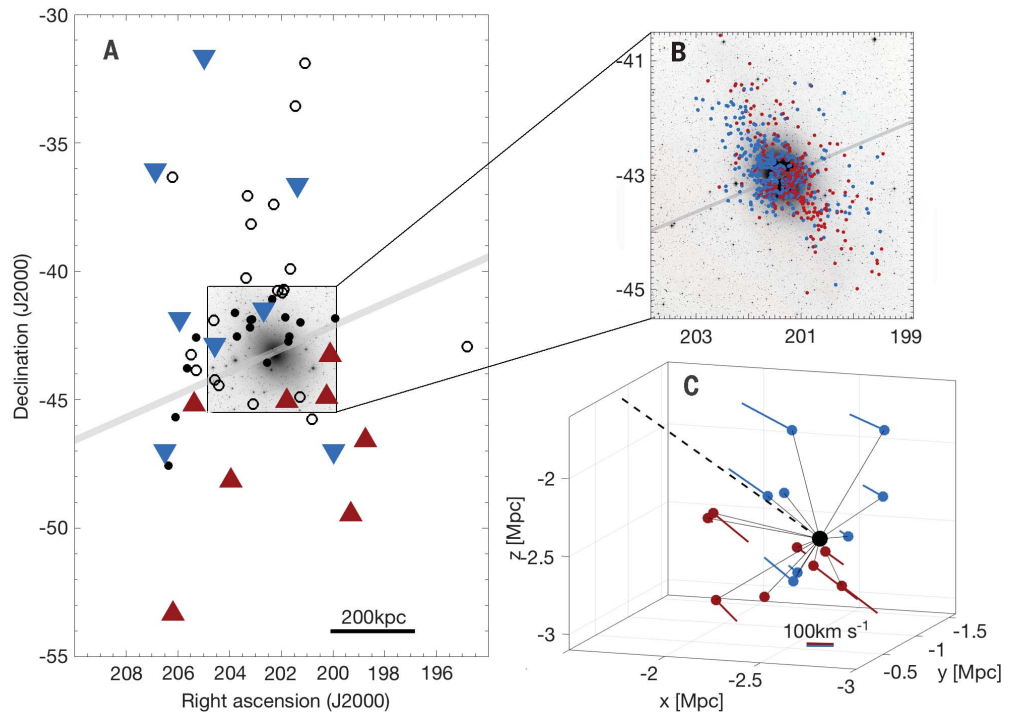 A
-30
-35
-40
-45
-50
-55
Declination (J2000)
208 206 204 202 200 198 196
Right ascension (J2000)
200kpc
B
-41
-43
-45
203 201 199
C
-2
-2.5
-3
z [Mpc]
100km s⁻¹
-2
-2.5
-3
x [Mpc]
-1.5
-1
-0.5
y [Mpc]